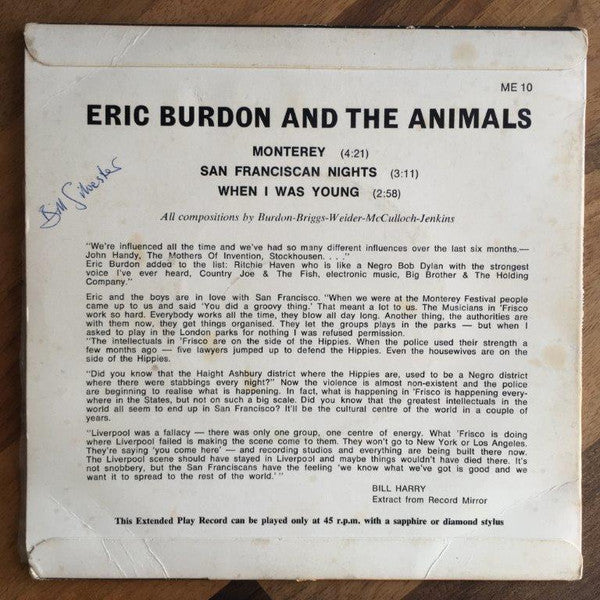 ME 10
ERIC BURDON AND THE ANIMALS
MONTEREY (4:21)
SAN FRANCISCAN NIGHTS (3:11)
WHEN I WAS YOUNG (2:58)
Bill Silvester
All compositions by Burdon-Briggs-Weider-McCulloch-Jenkins
"We're influenced all the time and we've had so many different influences over the last six months.—
John Handy, The Mothers Of Invention, Stockhousen. . . ."
Eric Burdon added to the list: Ritchie Haven who is like a Negro Bob Dylan with the strongest
voice I've ever heard, Country Joe & The Fish, electronic music, Big Brother & The Holding
Company."
Eric and the boys are in love with San Francisco. "When we were at the Monterey Festival people
came up to us and said 'You did a groovy thing.' That meant a lot to us. The Musicians in 'Frisco
work so hard. Everybody works all the time, they blow all day long. Another thing, the authorities are
with them now, they get things organised. They let the groups plays in the parks — but when I
asked to play in the London parks for nothing I was refused permission.
"The intellectuals in 'Frisco are on the side of the Hippies. When the police used their strength a
few months ago — five lawyers jumped up to defend the Hippies. Even the housewives are on the
side of the Hippies.
"Did you know that the Haight Ashbury district where the Hippies are, used to be a Negro district
where there were stabbings every night?" Now the violence is almost non-existent and the police
are beginning to realise what is happening. In fact, what is happening in 'Frisco is happening every-
where in the States, but not on such a big scale. Did you know that the greatest intellectuals in the
world all seem to end up in San Francisco? It'll be the cultural centre of the world in a couple of
years.
"Liverpool was a fallacy — there was only one group, one centre of energy. What 'Frisco is doing
where Liverpool failed is making the scene come to them. They won't go to New York or Los Angeles.
They're saying 'you come here' — and recording studios and everything are being built there now.
The Liverpool scene should have stayed in Liverpool and maybe things wouldn't have died there. It's
not snobbery, but the San Franciscans have the feeling 'we know what we've got is good and we
want it to spread to the rest of the world.' "
BILL HARRY
Extract from Record Mirror
This Extended Play Record can be played only at 45 r.p.m. with a sapphire or diamond stylus